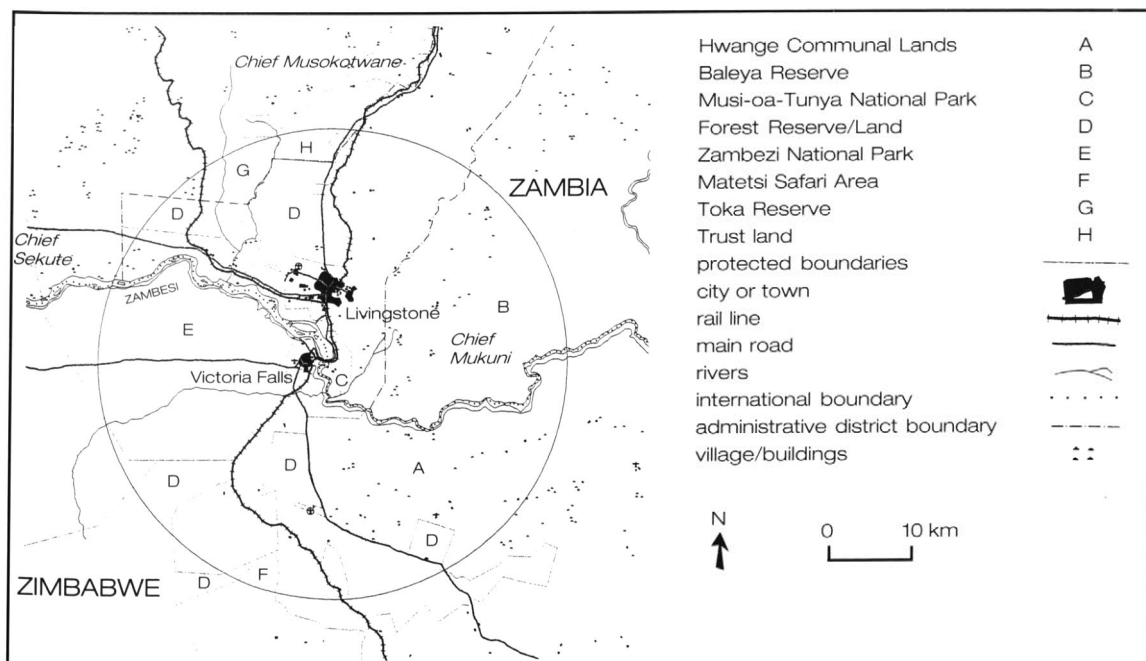 Chief Musokotwane
H
G
ZAMBIA
D
D
Chief
Sekute
ZAMBESI
Livingstone
B
E
Chief
Mukuni
Victoria Falls
C
A
D
D
D
F
D
ZIMBABWE
Hwange Communal Lands A
Baleya Reserve B
Musi-oa-Tunya National Park C
Forest Reserve/Land D
Zambezi National Park E
Matetsi Safari Area F
Toka Reserve G
Trust land H
protected boundaries
city or town
rail line
main road
rivers
international boundary
administrative district boundary
village/buildings
N
0 10 km